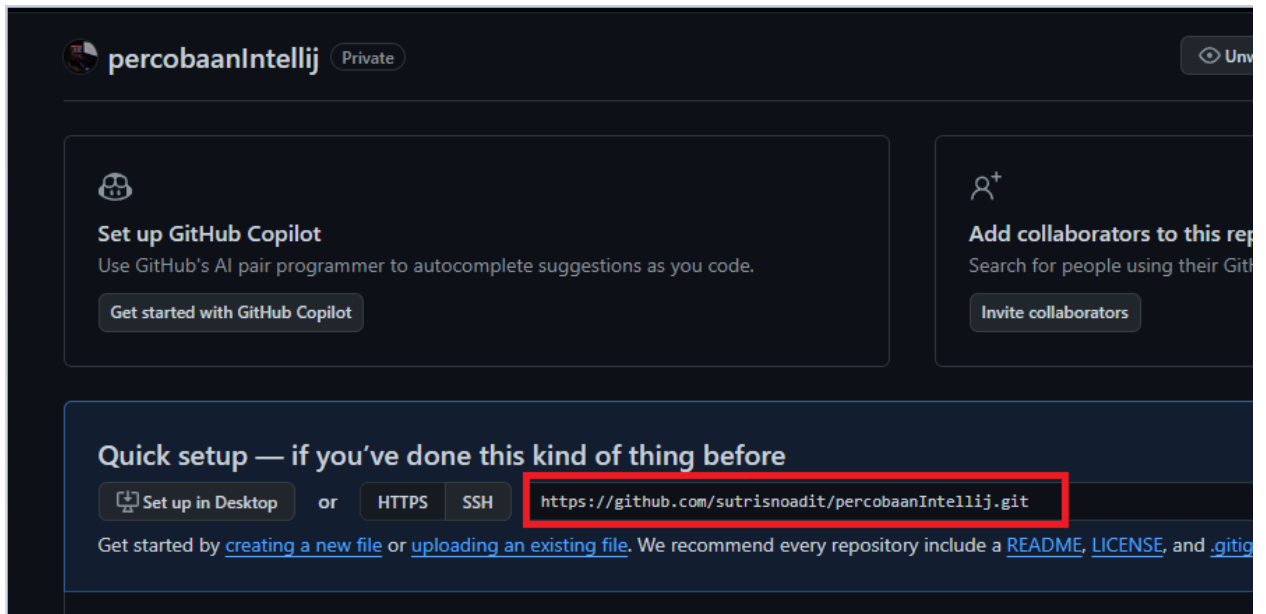 percobaanIntellij Private
Set up GitHub Copilot
Use GitHub's AI pair programmer to autocomplete suggestions as you code.
Get started with GitHub Copilot
Add collaborators to this
Search for people using their
Invite collaborators
Quick setup — if you've done this kind of thing before
Set up in Desktop or HTTPS SSH https://github.com/sutrisnoadit/percobaanIntellij.git
Get started by creating a new file or uploading an existing file. We recommend every repository include a README, LICENSE, and